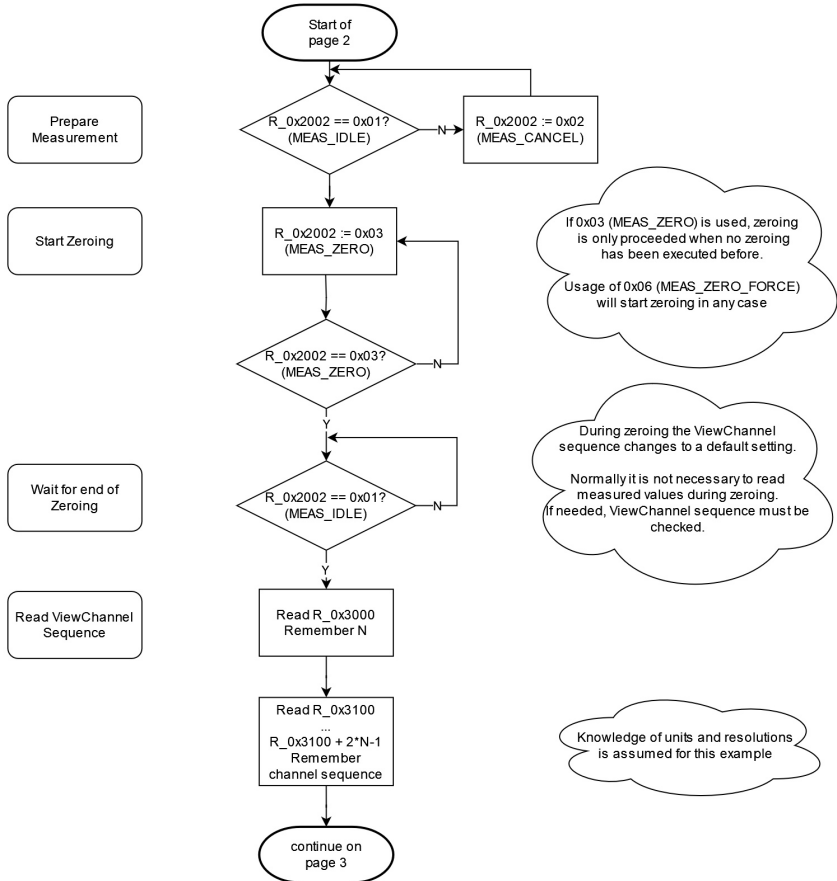 Start of
page 2
Prepare
Measurement
R_0x2002 == 0x01?
(MEAS_IDLE)
N
R_0x2002 := 0x02
(MEAS_CANCEL)
Start Zeroing
R_0x2002 := 0x03
(MEAS_ZERO)
If 0x03 (MEAS_ZERO) is used, zeroing
is only proceeded when no zeroing
has been executed before.
Usage of 0x06 (MEAS_ZERO_FORCE)
will start zeroing in any case
R_0x2002 == 0x03?
(MEAS_ZERO)
N
Y
During zeroing the ViewChannel
sequence changes to a default setting.
Normally it is not necessary to read
measured values during zeroing.
If needed, ViewChannel sequence must be
checked.
Wait for end of
Zeroing
R_0x2002 == 0x01?
(MEAS_IDLE)
N
Y
Read ViewChannel
Sequence
Read R_0x3000
Remember N
Read R_0x3100
...
R_0x3100 + 2*N-1
Remember
channel sequence
Knowledge of units and resolutions
is assumed for this example
continue on
page 3